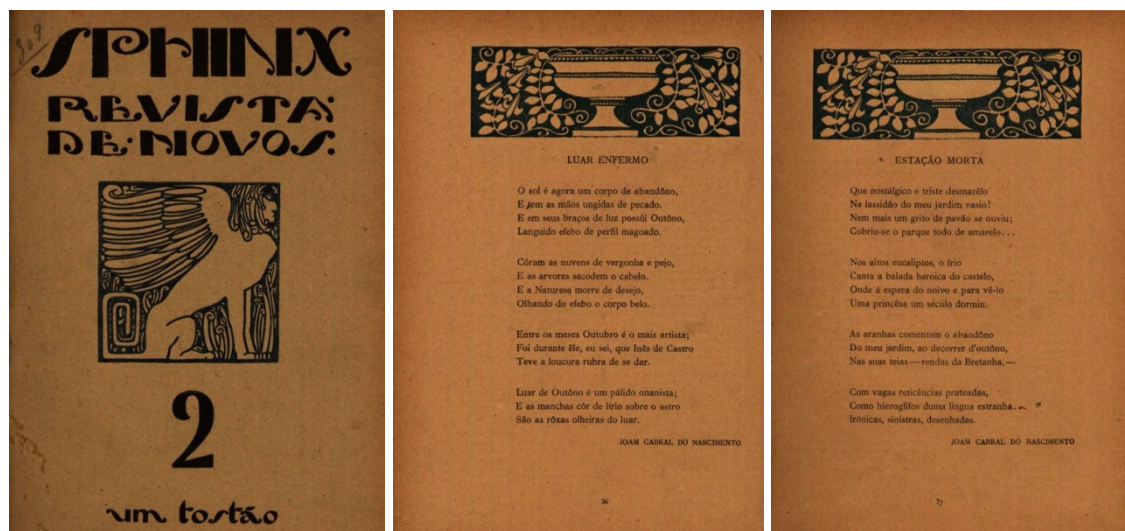 309
SPHINX
REVISTA
DE·NOVOS.
2
um tostão
LUAR ENFERMO
O sol é agora um corpo de abandôno,
E tem as mãos ungidas de pecado.
E em seus braços de luz possúi Outôno,
Languido efebo de perfil magoado.
Córam as nuvens de vergonha e pejo,
E as arvores sacodem o cabelo.
E a Naturesa morre de desejo,
Olhando do efebo o corpo belo.
Entre os meses Outubro é o mais artista;
Foi durante êle, eu sei, que Inês de Castro
Teve a loucura rubra de se dar.
Luar de Outôno é um pálido onanista;
E as manchas côr de lírio sobre o astro
São as rôxas olheiras do luar.
JOAM CABRAL DO NASCIMENTO
36
ESTAÇÃO MORTA
Que nostálgico e triste desmazêlo
Na lassidão do meu jardim vasio!
Nem mais um grito de pavão se ouviu;
Cobriu-se o parque todo de amarelo...
Nos altos eucaliptos, o frio
Canta a balada heroica do castelo,
Onde á espera do noivo e para vê-lo
Uma princêsa um século dormiu.
As aranhas comentam o abandôno
Do meu jardim, ao decorrer d'outôno,
Nas suas teias — rendas da Bretanha, —
Com vagas reticências prateadas,
Como hieroglifos duma lingua estranha...
Irônicas, sinistras, desenhadas.
JOAM CABRAL DO NASCIMENTO
37